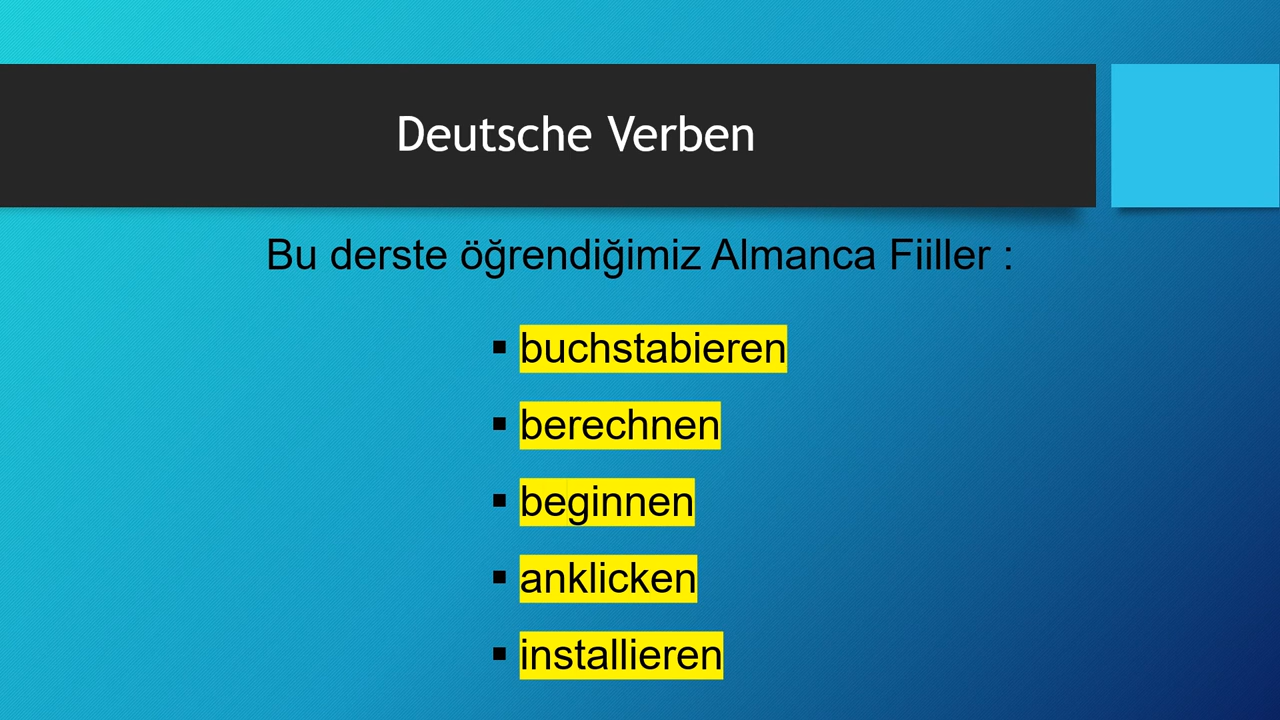 Deutsche Verben
Bu derste öğrendiğimiz Almanca Fiiller :
▪ buchstabieren
▪ berechnen
▪ beginnen
▪ anklicken
▪ installieren